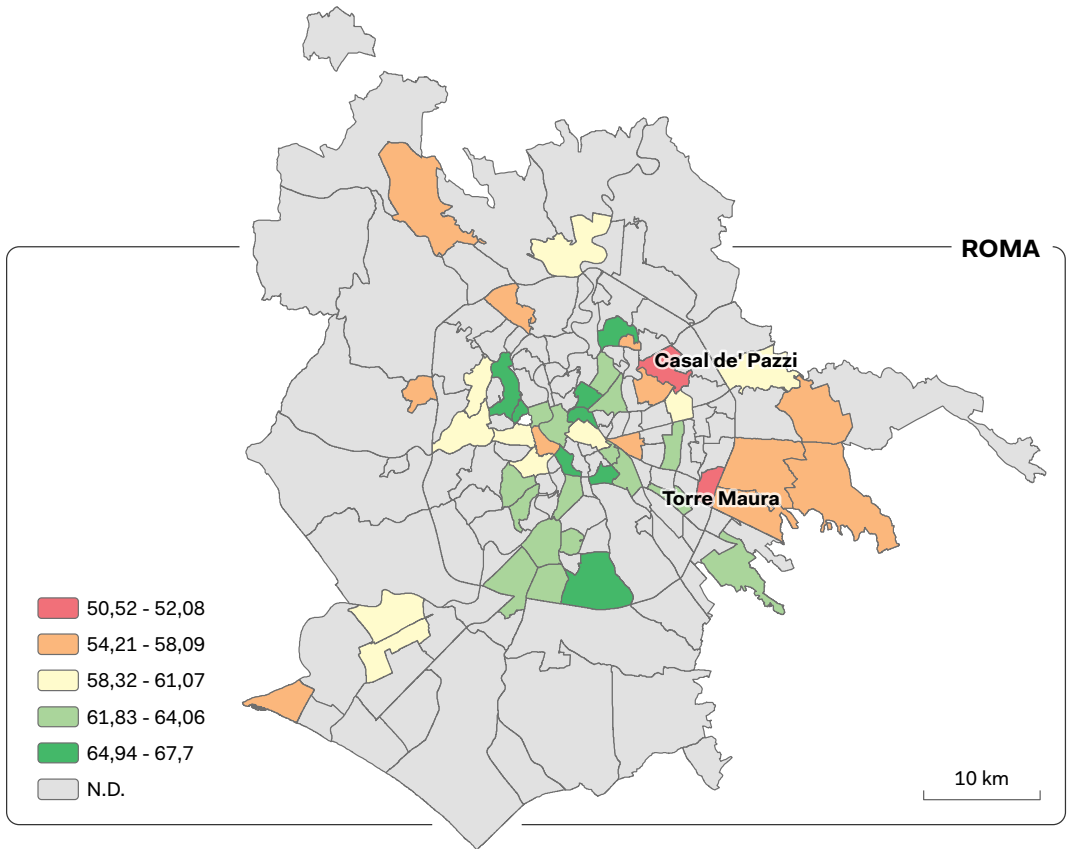 ROMA
Casal de' Pazzi
Torre Maura
50,52 - 52,08
54,21 - 58,09
58,32 - 61,07
61,83 - 64,06
64,94 - 67,7
N.D.
10 km